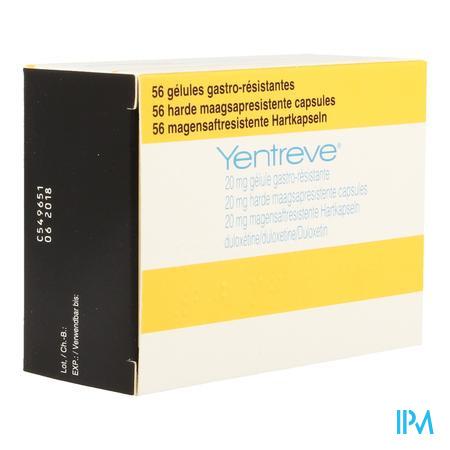 56 gélules gastro-résistantes
56 harde maagsapresistente capsules
56 magensaftresistente Hartkapseln
Yentreve®
20 mg gélule gastro-résistante
20 mg harde maagsapresistente capsules
20 mg magensaftresistente Hartkapseln
duloxétine/duloxetine/Duloxetin
C549651
06 2018
Lot./Ch.-B.:
EXP.:/Verwendbar bis:
IPM